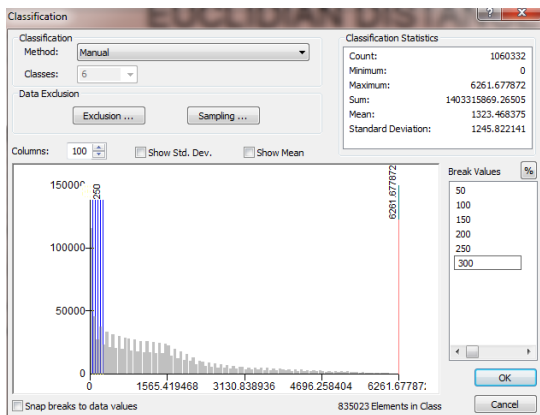 EUCLIDIAN DISTANC
Classification
Classification
Method: Manual
Classes: 6
Data Exclusion
Exclusion ...
Sampling ...
Classification Statistics
Count: 1060332
Minimum: 0
Maximum: 6261.677872
Sum: 1403315869.26505
Mean: 1323.468375
Standard Deviation: 1245.822141
Columns: 100
Show Std. Dev.
Show Mean
Break Values
%
50
100
150
200
250
300
250
6261.677872
100000
50000
0
0 1565.419468 3130.838936 4696.258404 6261.677872
OK
Snap breaks to data values
835023 Elements in Class
Cancel